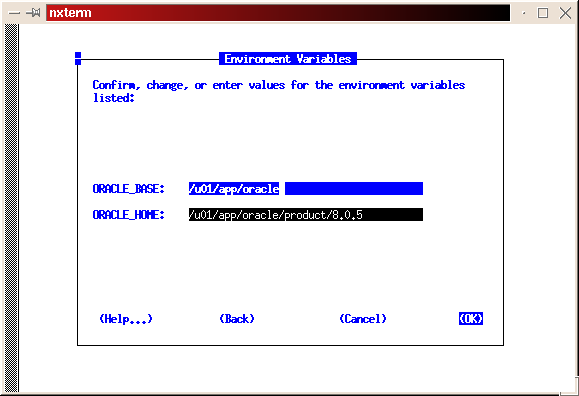 nxterm
Environment Variables
Confirm, change, or enter values for the environment variables
listed:
ORACLE_BASE: /u01/app/oracle
ORACLE_HOME: /u01/app/oracle/product/8.0.5
(Help...) (Back) (Cancel) (OK)